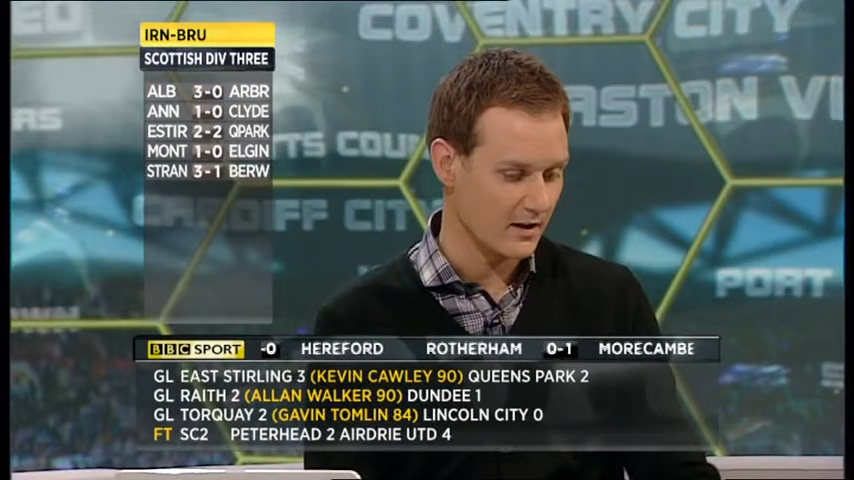 COVENTRY CITY
ASTON VI
TS COU
CARDIFF CITY
PORT
IRN-BRU
SCOTTISH DIV THREE
ALB 3-0 ARBR
ANN 1-0 CLYDE
ESTIR 2-2 QPARK
MONT 1-0 ELGIN
STRAN 3-1 BERW
BBC SPORT -0 HEREFORD ROTHERHAM 0-1 MORECAMBE
GL EAST STIRLING 3 (KEVIN CAWLEY 90) QUEENS PARK 2
GL RAITH 2 (ALLAN WALKER 90) DUNDEE 1
GL TORQUAY 2 (GAVIN TOMLIN 84) LINCOLN CITY 0
FT SC2 PETERHEAD 2 AIRDRIE UTD 4